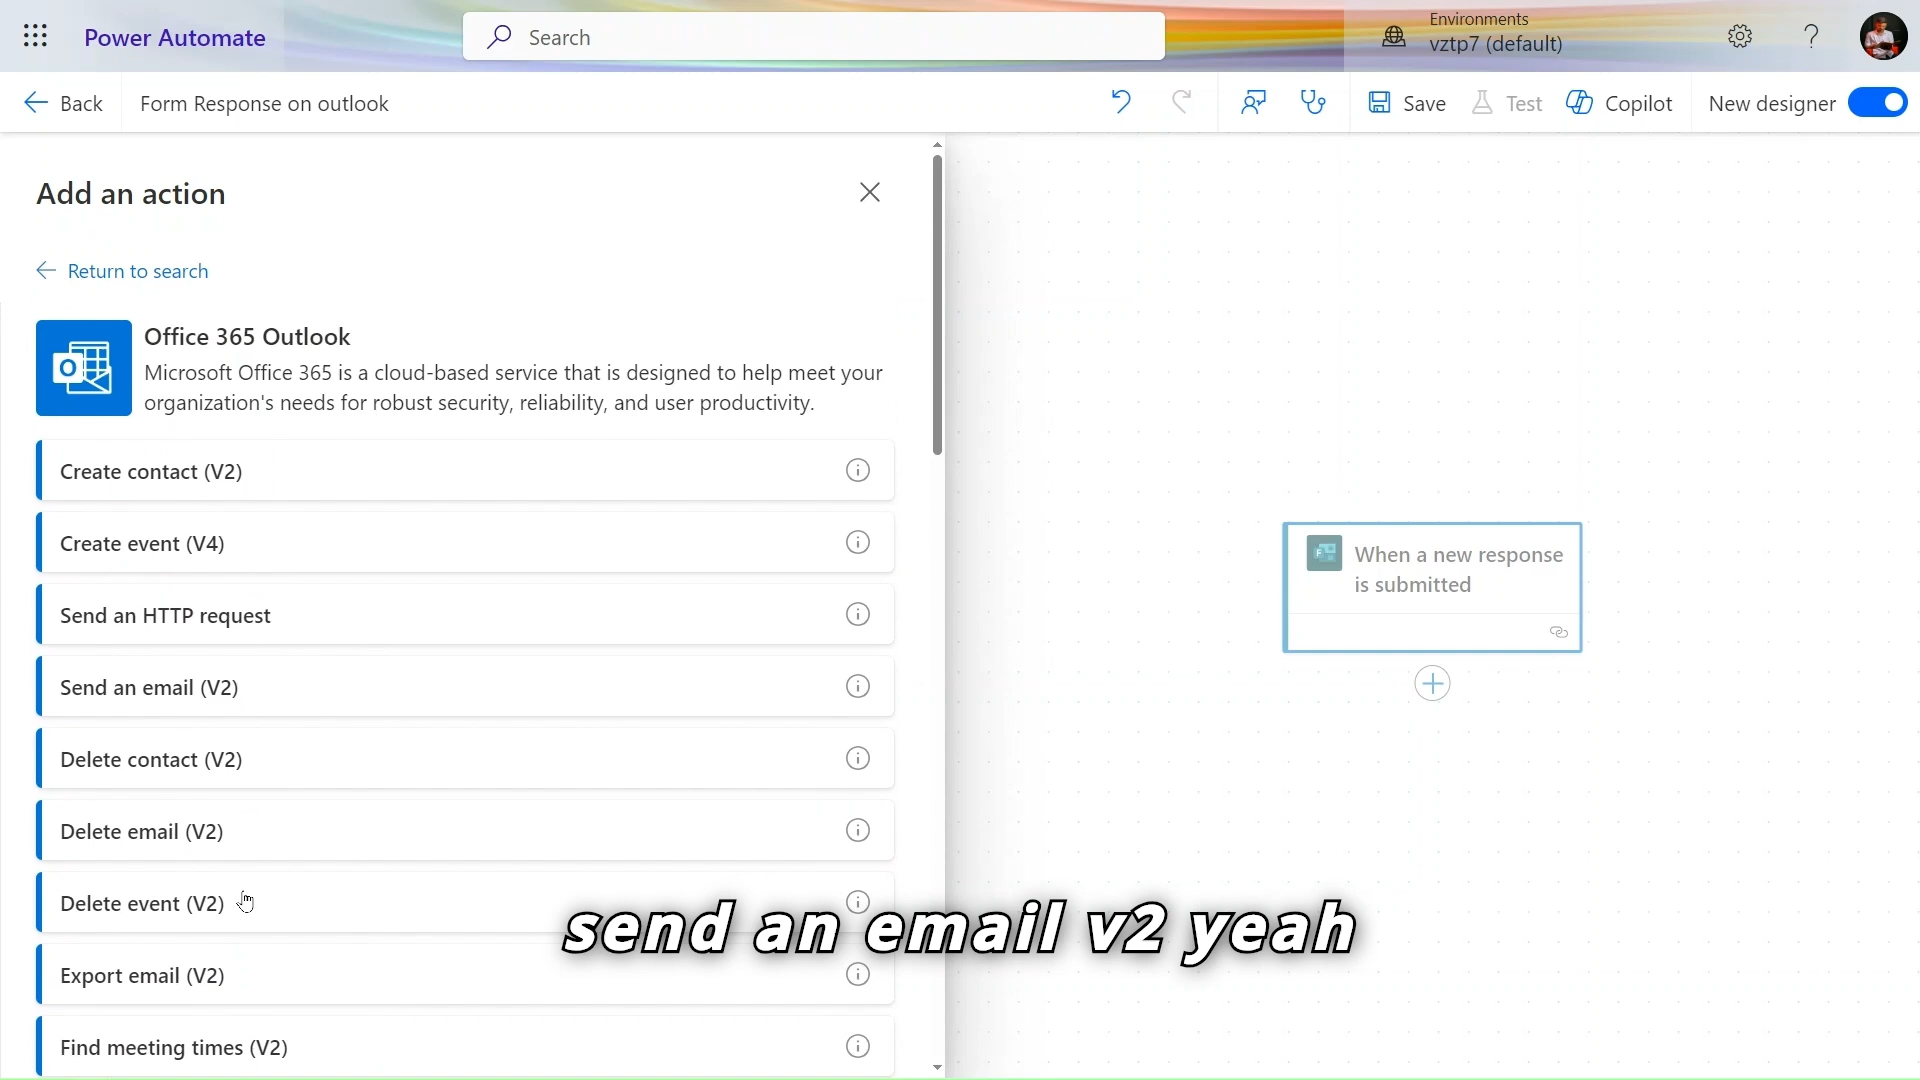 Power Automate
Search
Environments
vztp7 (default)
Back
Form Response on outlook
Save
Test
Copilot
New designer
Add an action
Return to search
Office 365 Outlook
Microsoft Office 365 is a cloud-based service that is designed to help meet your
organization's needs for robust security, reliability, and user productivity.
Create contact (V2)
Create event (V4)
Send an HTTP request
Send an email (V2)
Delete contact (V2)
Delete email (V2)
Delete event (V2)
Export email (V2)
Find meeting times (V2)
When a new response
is submitted
send an email v2 yeah